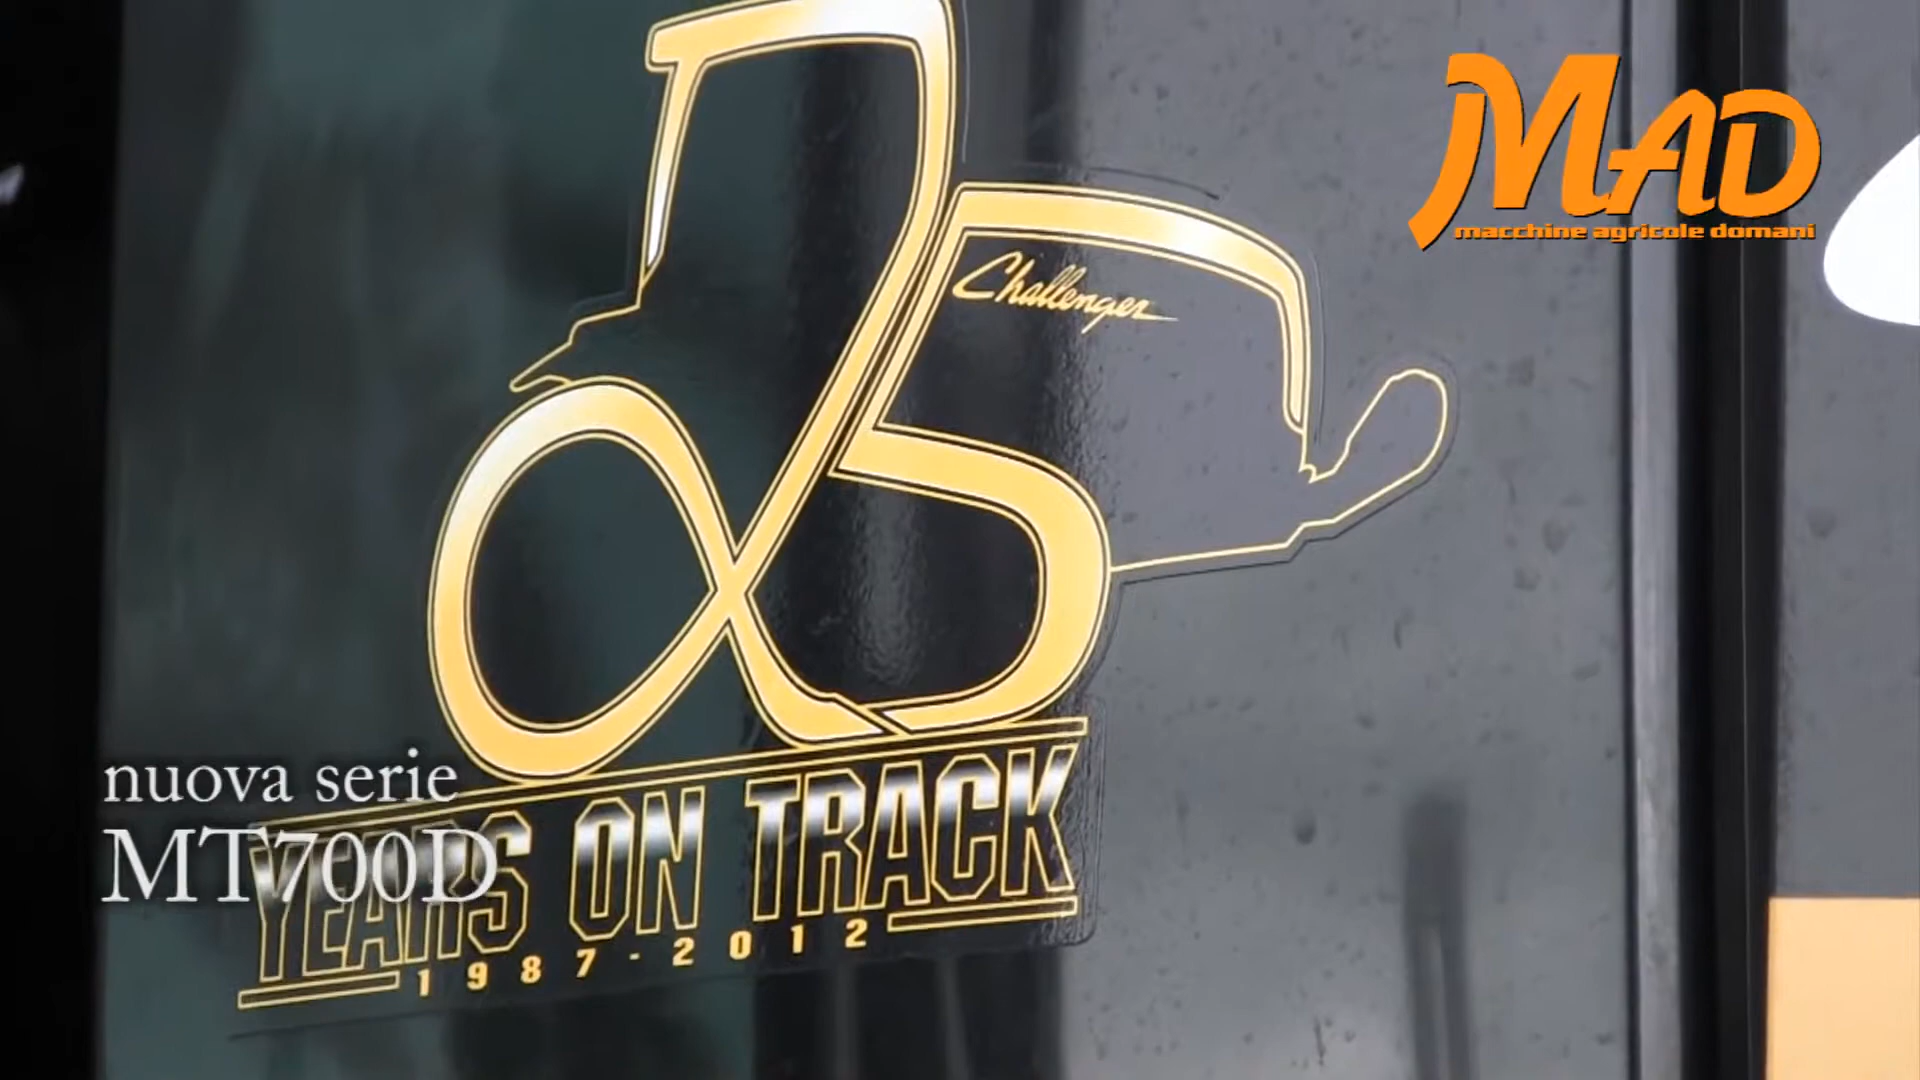 MAD
macchine agricole domani
25
Challenger
nuova serie
MT700D
YEARS ON TRACK
1987-2012